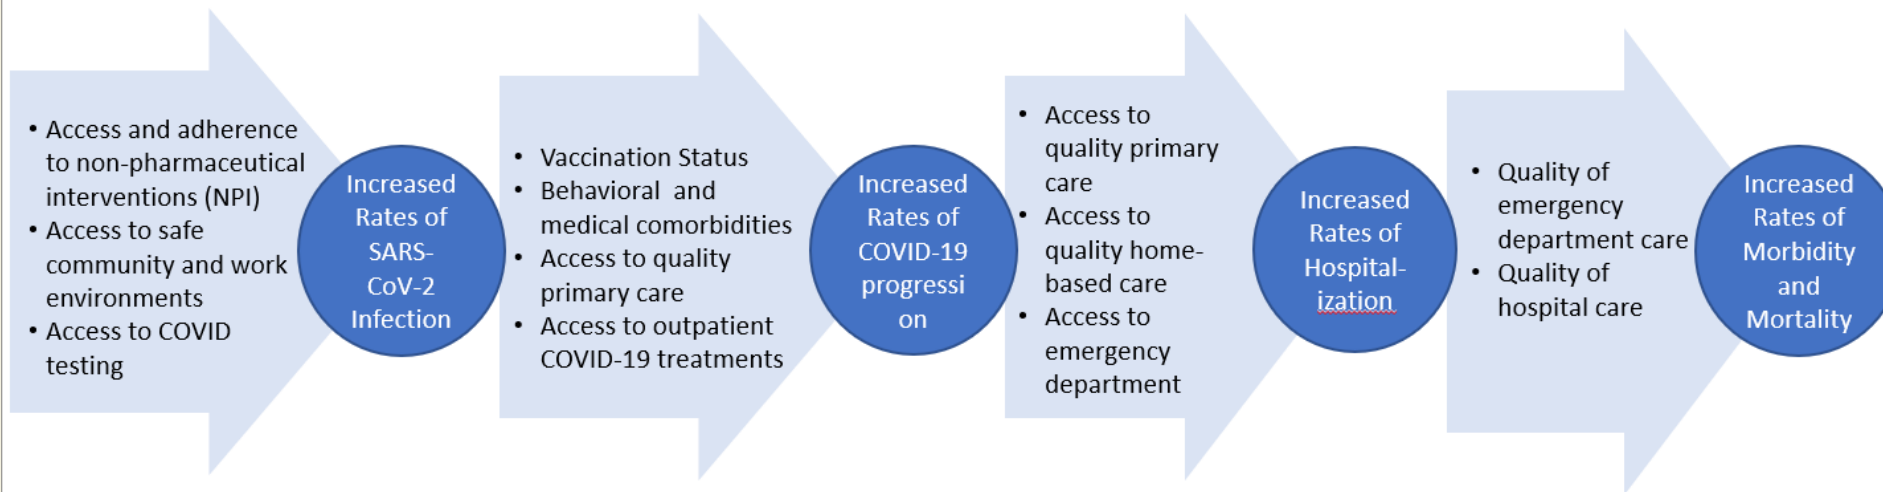 • Access and adherence
to non-pharmaceutical
interventions (NPI)
• Access to safe
community and work
environments
• Access to COVID
testing
Increased
Rates of
SARS-
CoV-2
Infection
• Vaccination Status
• Behavioral and
medical comorbidities
• Access to quality
primary care
• Access to outpatient
COVID-19 treatments
Increased
Rates of
COVID-19
progressi
on
• Access to
quality primary
care
• Access to
quality home-
based care
• Access to
emergency
department
Increased
Rates of
Hospital-
ization
• Quality of
emergency
department care
• Quality of
hospital care
Increased
Rates of
Morbidity
and
Mortality